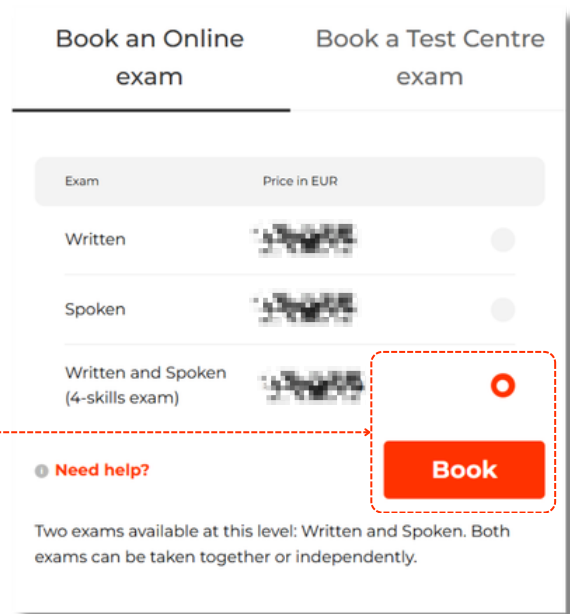 Book an Online
exam
Book a Test Centre
exam
Exam Price in EUR
Written
Spoken
Written and Spoken
(4-skills exam)
Need help?
Book
Two exams available at this level: Written and Spoken. Both
exams can be taken together or independently.